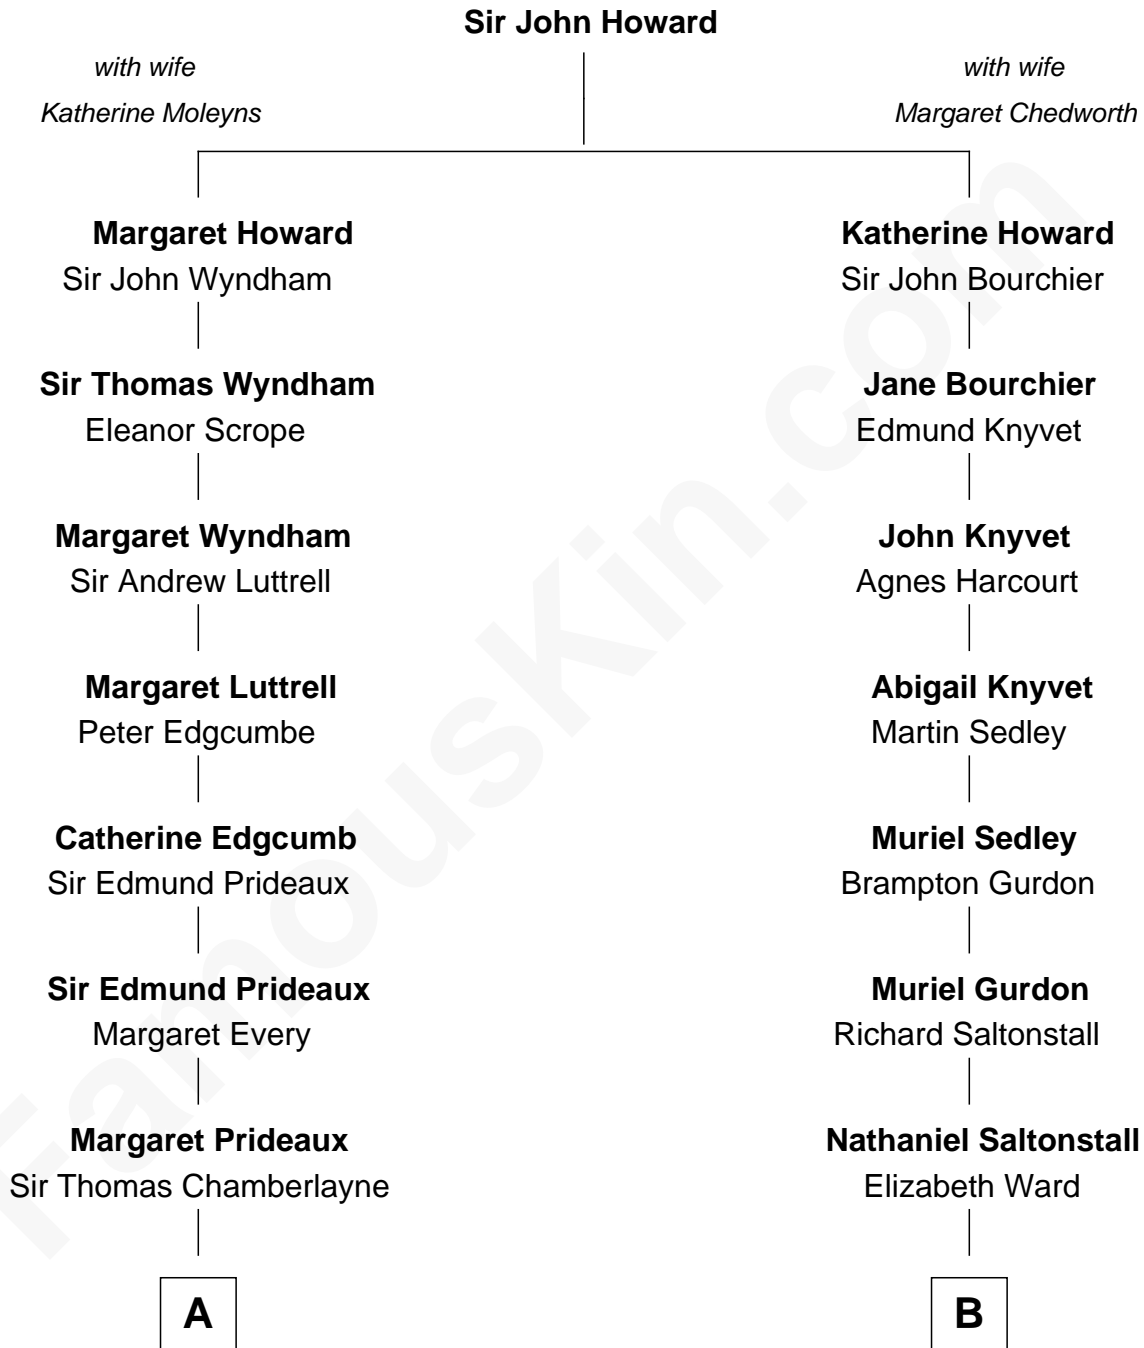 Sir John Howard
with wife
Katherine Moleyns
with wife
Margaret Chedworth
Margaret Howard
Sir John Wyndham
Katherine Howard
Sir John Bourchier
Sir Thomas Wyndham
Eleanor Scrope
Jane Bourchier
Edmund Knyvet
Margaret Wyndham
Sir Andrew Luttrell
John Knyvet
Agnes Harcourt
Margaret Luttrell
Peter Edgcumbe
Abigail Knyvet
Martin Sedley
Catherine Edgcumb
Sir Edmund Prideaux
Muriel Sedley
Brampton Gurdon
Sir Edmund Prideaux
Margaret Every
Muriel Gurdon
Richard Saltonstall
Margaret Prideaux
Sir Thomas Chamberlayne
Nathaniel Saltonstall
Elizabeth Ward
A
B
FamousKin.com